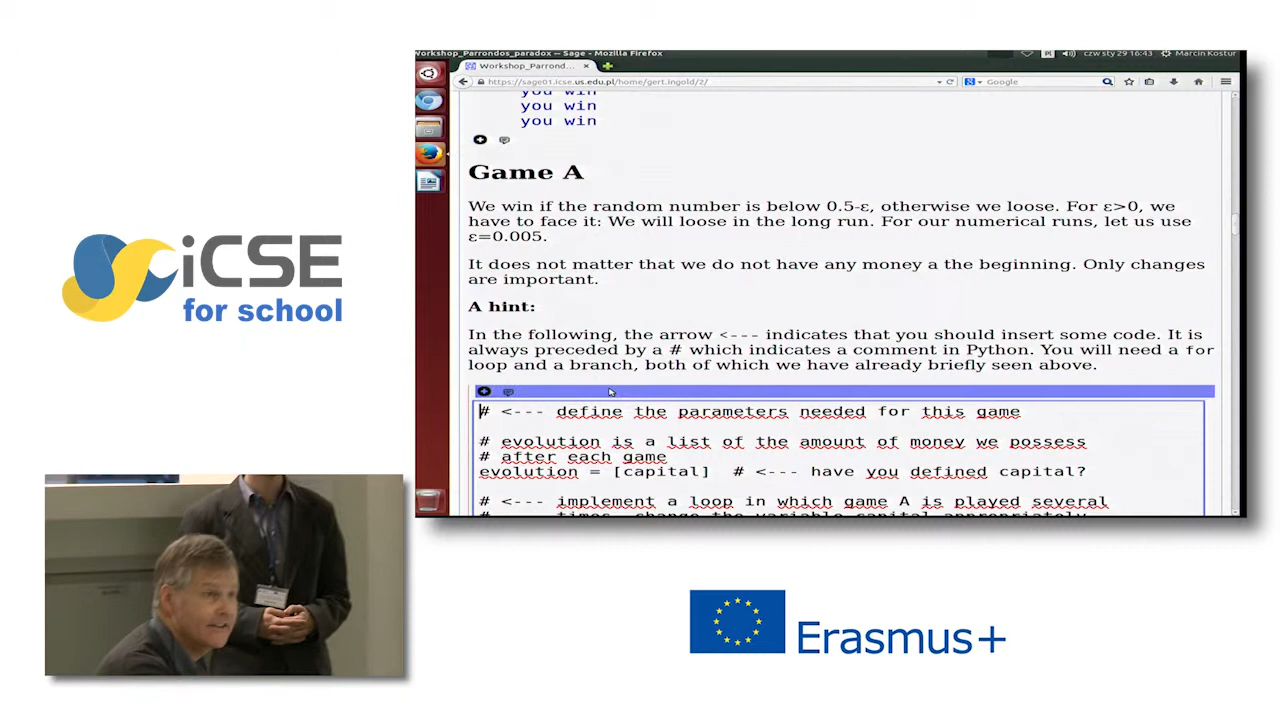 iCSE
for school
Workshop_Parrondos_paradox -- Sage - Mozilla Firefox
Pl
czw sty 29 16:43
Marcin Kostur
Workshop_Parrond...
https://sage01.icse.us.edu.pl/home/gert.ingold/2/
Google
you win
you win
you win
Game A
We win if the random number is below 0.5-ε, otherwise we loose. For ε>0, we
have to face it: We will loose in the long run. For our numerical runs, let us use
ε=0.005.
It does not matter that we do not have any money a the beginning. Only changes
are important.
A hint:
In the following, the arrow <--- indicates that you should insert some code. It is
always preceded by a # which indicates a comment in Python. You will need a for
loop and a branch, both of which we have already briefly seen above.
# <--- define the parameters needed for this game
# evolution is a list of the amount of money we possess
# after each game
evolution = [capital]  # <--- have you defined capital?
# <--- implement a loop in which game A is played several
#      times, change the variable capital appropriately
Erasmus+